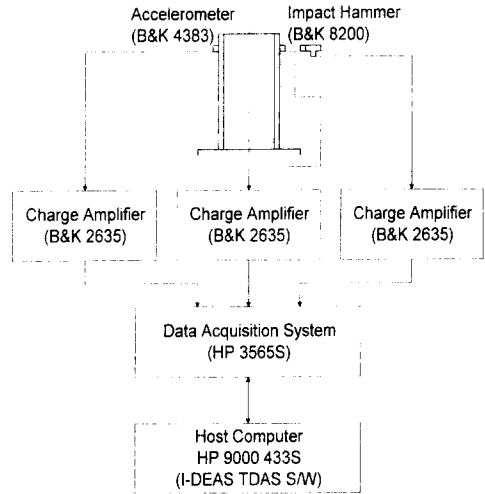 Accelerometer
(B&K 4383)
Impact Hammer
(B&K 8200)
Charge Amplifier
(B&K 2635)
Charge Amplifier
(B&K 2635)
Charge Amplifier
(B&K 2635)
Data Acquisition System
(HP 3565S)
Host Computer
HP 9000 433S
(I-DEAS TDAS S/W)